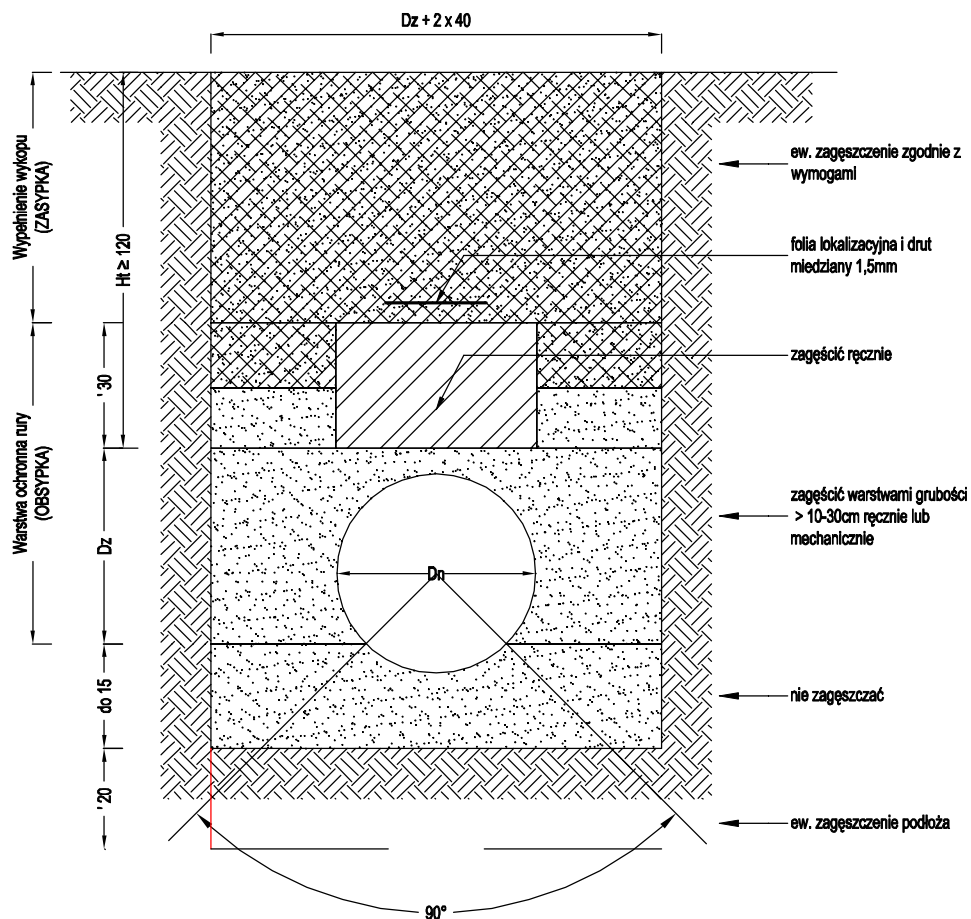 Dz + 2 x 40
Wypełnienie wykopu
(ZASYPKA)
Ht ≥ 120
ew. zagęszczenie zgodnie z
wymogami
folia lokalizacyjna i drut
miedziany 1,5mm
Warstwa ochronna rury
(OBSYPKA)
' 30
zagęścić ręcznie
Dz
Dn
zagęścić warstwami grubości
> 10-30cm ręcznie lub
mechanicznie
do 15
nie zagęszczać
' 20
ew. zagęszczenie podłoża
90°